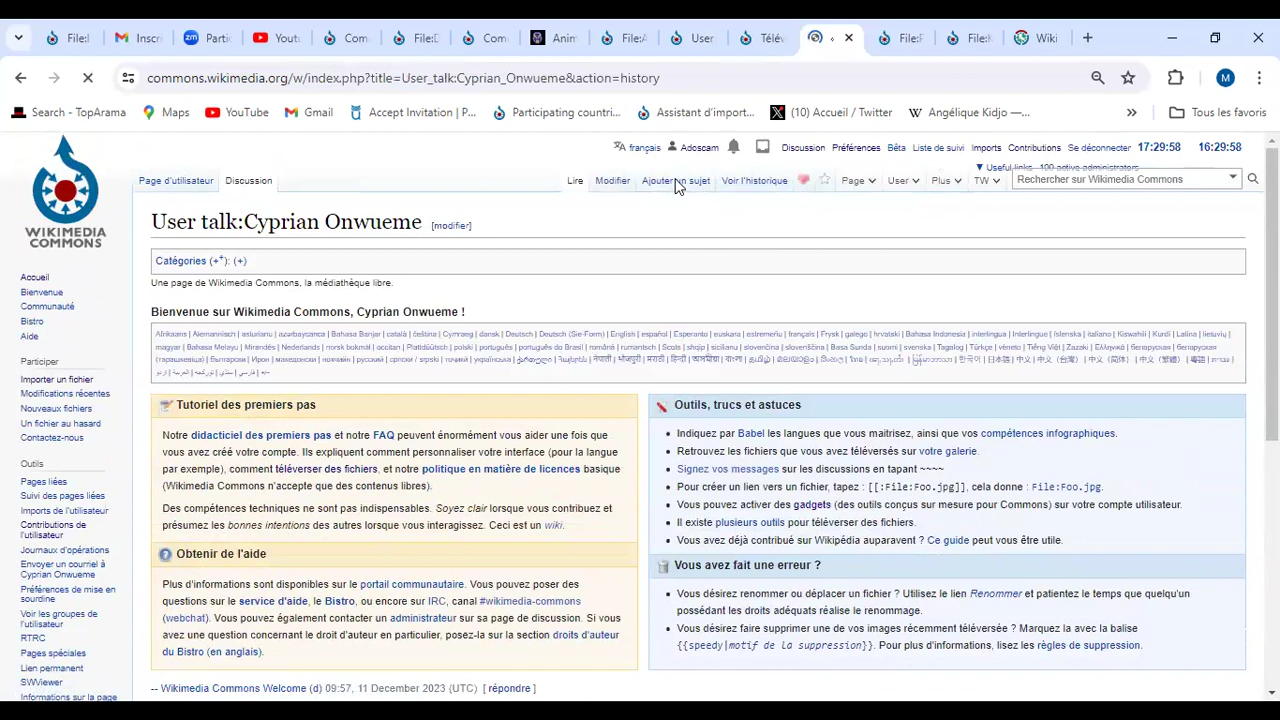 File:I
Inscri
Partic
Youtu
Com
File:D
Com
Anim
File:A
User
Télév
File:F
File:
Wiki
commons.wikimedia.org/w/index.php?title=User_talk:Cyprian_Onwueme&action=history
M
Search - TopArama
Maps
YouTube
Gmail
Accept Invitation | P...
Participating countri...
Assistant d'import...
(10) Accueil / Twitter
Angélique Kidjo —...
Tous les favoris
français
Adoscam
Discussion
Préférences
Bêta
Liste de suivi
Imports
Contributions
Se déconnecter
17:29:58
16:29:58
Useful links
100 active administrators
Page d'utilisateur
Discussion
Lire
Modifier
Ajouter un sujet
Voir l'historique
Page
User
Plus
TW
Rechercher sur Wikimedia Commons
WIKIMEDIA
COMMONS
User talk:Cyprian Onwueme [modifier]
Catégories (+⁺): (+)
Une page de Wikimedia Commons, la médiathèque libre.
Bienvenue sur Wikimedia Commons, Cyprian Onwueme !
Afrikaans | Alemannisch | asturianu | azərbaycanca | Bahasa Banjar | català | čeština | Cymraeg | dansk | Deutsch | Deutsch (Sie-Form) | English | español | Esperanto | euskara | estremeñu | français | Frysk | galego | hrvatski | Bahasa Indonesia | interlingua | Interlingue | íslenska | italiano | Kiswahili | Kurdî | Latina | lietuvių |
magyar | Bahasa Melayu | Mirandés | Nederlands | norsk bokmål | occitan | Plattdüütsch | polski | português | português do Brasil | română | rumantsch | Scots | shqip | sicilianu | slovenčina | slovenščina | Basa Sunda | suomi | svenska | Tagalog | Türkçe | vèneto | Tiếng Việt | Zazaki | Ελληνικά | беларуская | беларуская
(тарашкевіца) | български | Ирон | македонски | нохчийн | русский | српски / srpski | тоҷикӣ | українська | ქართული | Հայերեն | नेपाली | भोजपुरी | मराठी | हिन्दी | অসমীয়া | বাংলা | தமிழ் | മലയാളം | සිංහල | ไทย | မြန်မာဘာသာ | 한국어 | 日本語 | 中文 | 中文（台灣） | 中文（简体） | 中文（繁體） | 粵語 | עברית |
اردو | العربية | تۆرکجه | سنڌي | فارسی | +/−
Tutoriel des premiers pas
Notre didacticiel des premiers pas et notre FAQ peuvent énormément vous aider une fois que
vous avez créé votre compte. Ils expliquent comment personnaliser votre interface (pour la langue
par exemple), comment téléverser des fichiers, et notre politique en matière de licences basique
(Wikimedia Commons n'accepte que des contenus libres).
Des compétences techniques ne sont pas indispensables. Soyez clair lorsque vous contribuez et
présumez les bonnes intentions des autres lorsque vous interagissez. Ceci est un wiki.
Obtenir de l'aide
Plus d'informations sont disponibles sur le portail communautaire. Vous pouvez poser des
questions sur le service d'aide, le Bistro, ou encore sur IRC, canal #wikimedia-commons
(webchat). Vous pouvez également contacter un administrateur sur sa page de discussion. Si vous
avez une question concernant le droit d'auteur en particulier, posez-la sur la section droits d'auteur
du Bistro (en anglais).
Outils, trucs et astuces
Indiquez par Babel les langues que vous maitrisez, ainsi que vos compétences infographiques.
Retrouvez les fichiers que vous avez téléversés sur votre galerie.
Signez vos messages sur les discussions en tapant ~~~~
Pour créer un lien vers un fichier, tapez : [[:File:Foo.jpg]], cela donne : File:Foo.jpg.
Vous pouvez activer des gadgets (des outils conçus sur mesure pour Commons) sur votre compte utilisateur.
Il existe plusieurs outils pour téléverser des fichiers.
Vous avez déjà contribué sur Wikipédia auparavant ? Ce guide peut vous être utile.
Vous avez fait une erreur ?
Vous désirez renommer ou déplacer un fichier ? Utilisez le lien Renommer et patientez le temps que quelqu'un
possédant les droits adéquats réalise le renommage.
Vous désirez faire supprimer une de vos images récemment téléversée ? Marquez la avec la balise
{{speedy|motif de la suppression}}. Pour plus d'informations, lisez les règles de suppression.
-- Wikimedia Commons Welcome (d) 09:57, 11 December 2023 (UTC) [ répondre ]
Accueil
Bienvenue
Communauté
Bistro
Aide
Participer
Importer un fichier
Modifications récentes
Nouveaux fichiers
Un fichier au hasard
Contactez-nous
Outils
Pages liées
Suivi des pages liées
Imports de l'utilisateur
Contributions de
l'utilisateur
Journaux d'opérations
Envoyer un courriel à
Cyprian Onwueme
Préférences de mise en
sourdine
Voir les groupes de
l'utilisateur
RTRC
Pages spéciales
Lien permanent
SWViewer
Informations sur la page